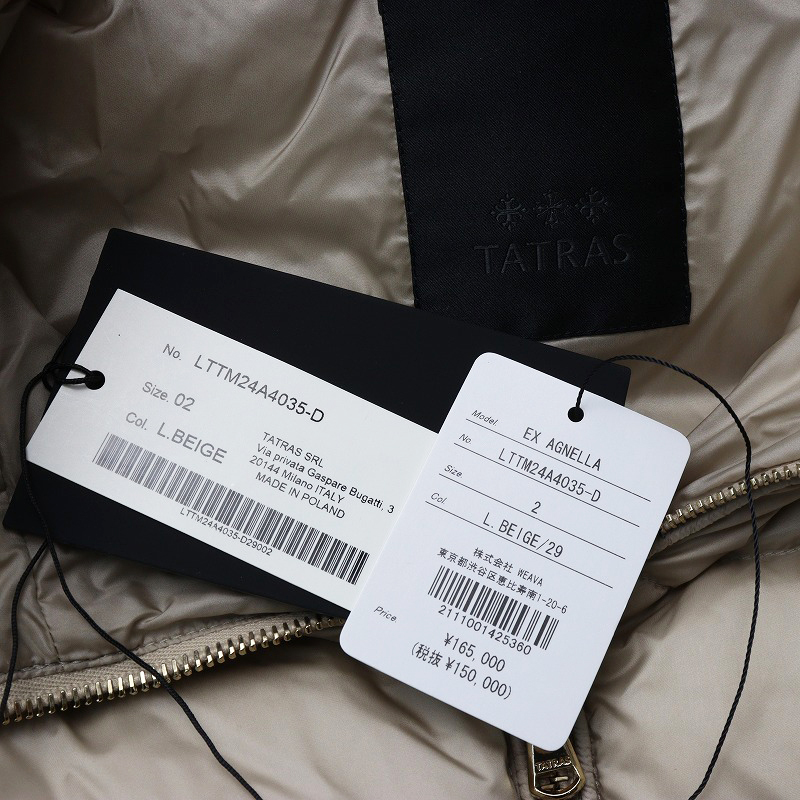 TATRAS
No. LTTM24A4035-D
Size. 02
Col. L.BEIGE
TATRAS SRL
Via privata Gaspare Bugatti, 3
20144 Milano ITALY
MADE IN POLAND
LTTM24A4035-D29002
Model EX AGNELLA
No LTTM24A4035-D
Size 2
Col. L.BEIGE/29
株式会社 WEAVA
東京都渋谷区恵比寿南1-20-6
2111001425360
Price ¥165,000
(税抜 ¥150,000)
TATRAS